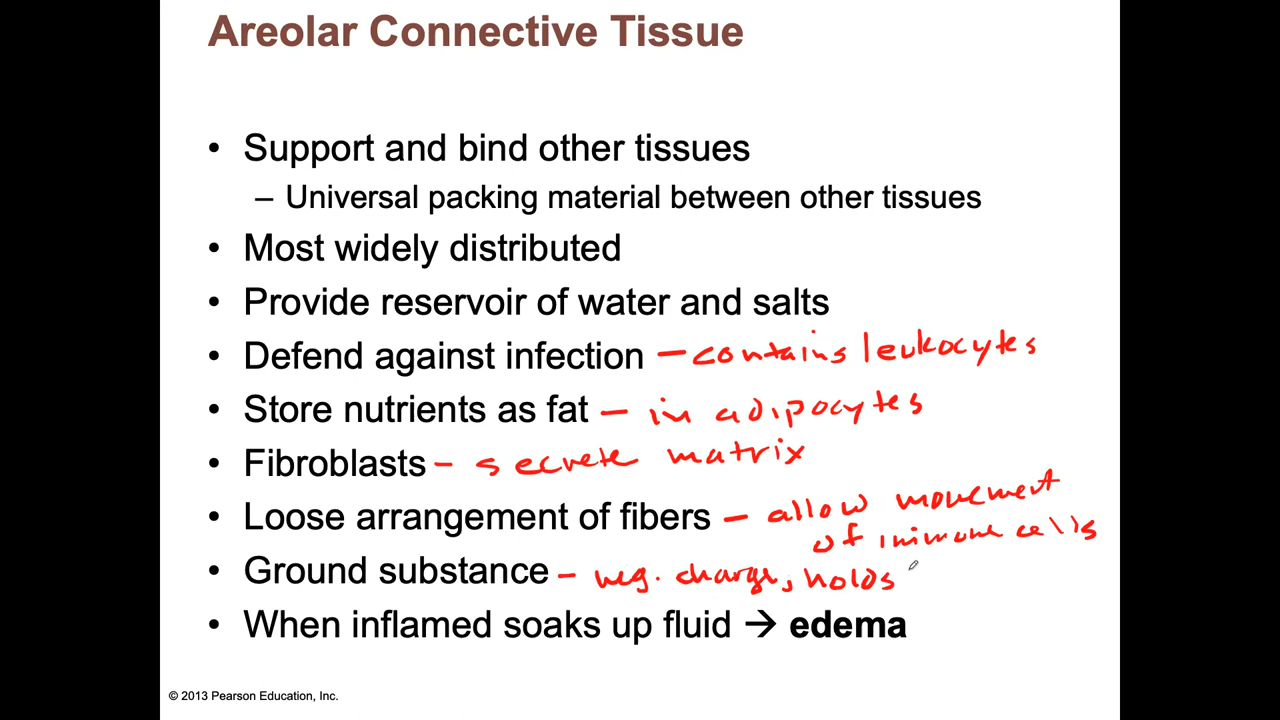 Areolar Connective Tissue
• Support and bind other tissues
– Universal packing material between other tissues
• Most widely distributed
• Provide reservoir of water and salts
• Defend against infection – contains leukocytes
• Store nutrients as fat – in adipocytes
• Fibroblasts – secrete matrix
• Loose arrangement of fibers – allow movement
of immune cells
• Ground substance – neg. charge, holds
• When inflamed soaks up fluid → edema
© 2013 Pearson Education, Inc.